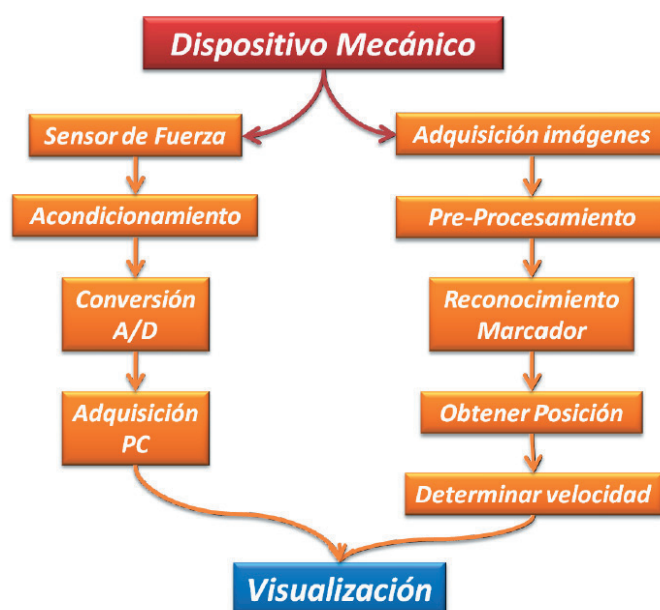 Dispositivo Mecánico
Sensor de Fuerza
Acondicionamiento
Conversión
A/D
Adquisición
PC
Adquisición imágenes
Pre-Procesamiento
Reconocimiento
Marcador
Obtener Posición
Determinar velocidad
Visualización